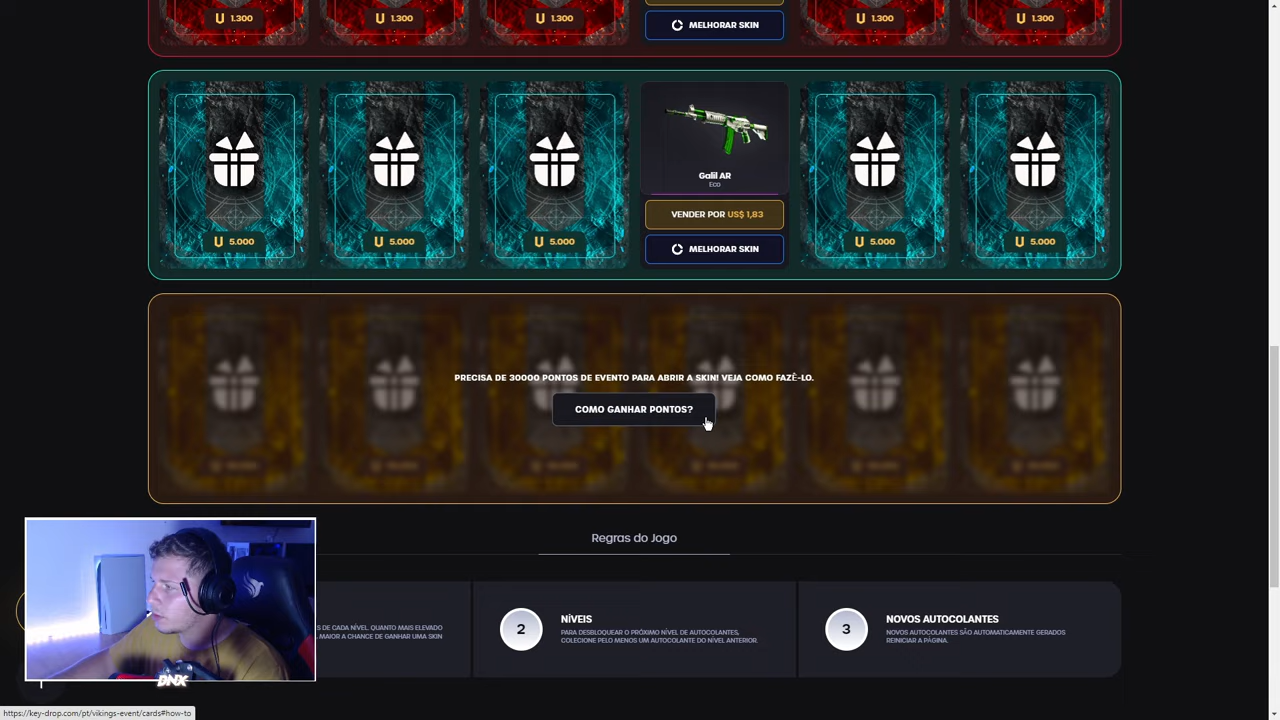 1.300 1.300 1.300 1.300 1.300
MELHORAR SKIN
Galil AR
Eco
VENDER POR US$ 1,83
5.000 5.000 5.000 MELHORAR SKIN 5.000 5.000
PRECISA DE 30000 PONTOS DE EVENTO PARA ABRIR A SKIN! VEJA COMO FAZÊ-LO.
COMO GANHAR PONTOS?
Regras do Jogo
S DE CADA NÍVEL. QUANTO MAIS ELEVADO
MAIOR A CHANCE DE GANHAR UMA SKIN
2
NÍVEIS
PARA DESBLOQUEAR O PRÓXIMO NÍVEL DE AUTOCOLANTES,
COLECIONE PELO MENOS UM AUTOCOLANTE DO NÍVEL ANTERIOR.
3
NOVOS AUTOCOLANTES
NOVOS AUTOCOLANTES SÃO AUTOMATICAMENTE GERADOS
REINICIAR A PÁGINA.
DNX
https://key-drop.com/pt/vikings-event/cards#how-to